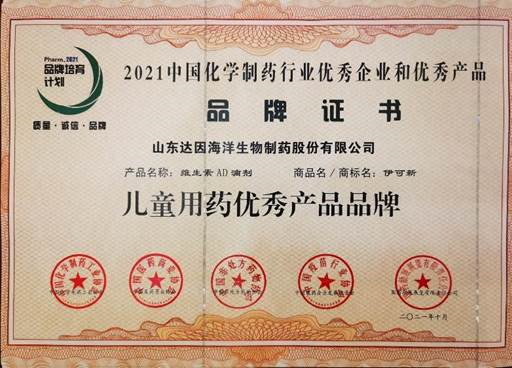 Pharm. 2021
品牌培育
计划
质量·诚信·品牌
2021中国化学制药行业优秀企业和优秀产品
品牌证书
山东达因海洋生物制药股份有限公司
产品名称：维生素AD滴剂 商品名/商标名：伊可新
儿童用药优秀产品品牌
二〇二一年十月